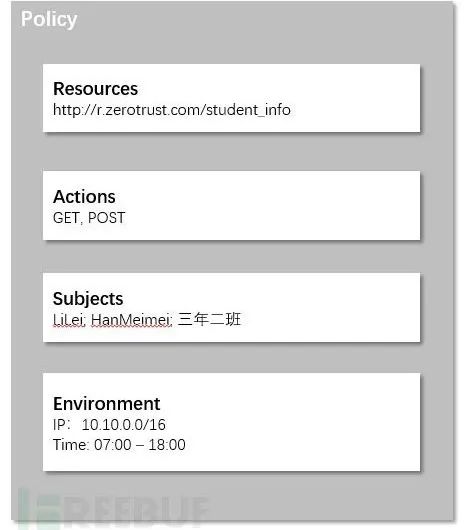 Policy
Resources
http://r.zerotrust.com/student_info
Actions
GET, POST
Subjects
LiLei; HanMeimei; 三年二班
Environment
IP： 10.10.0.0/16
Time: 07:00 – 18:00
FREEBUF